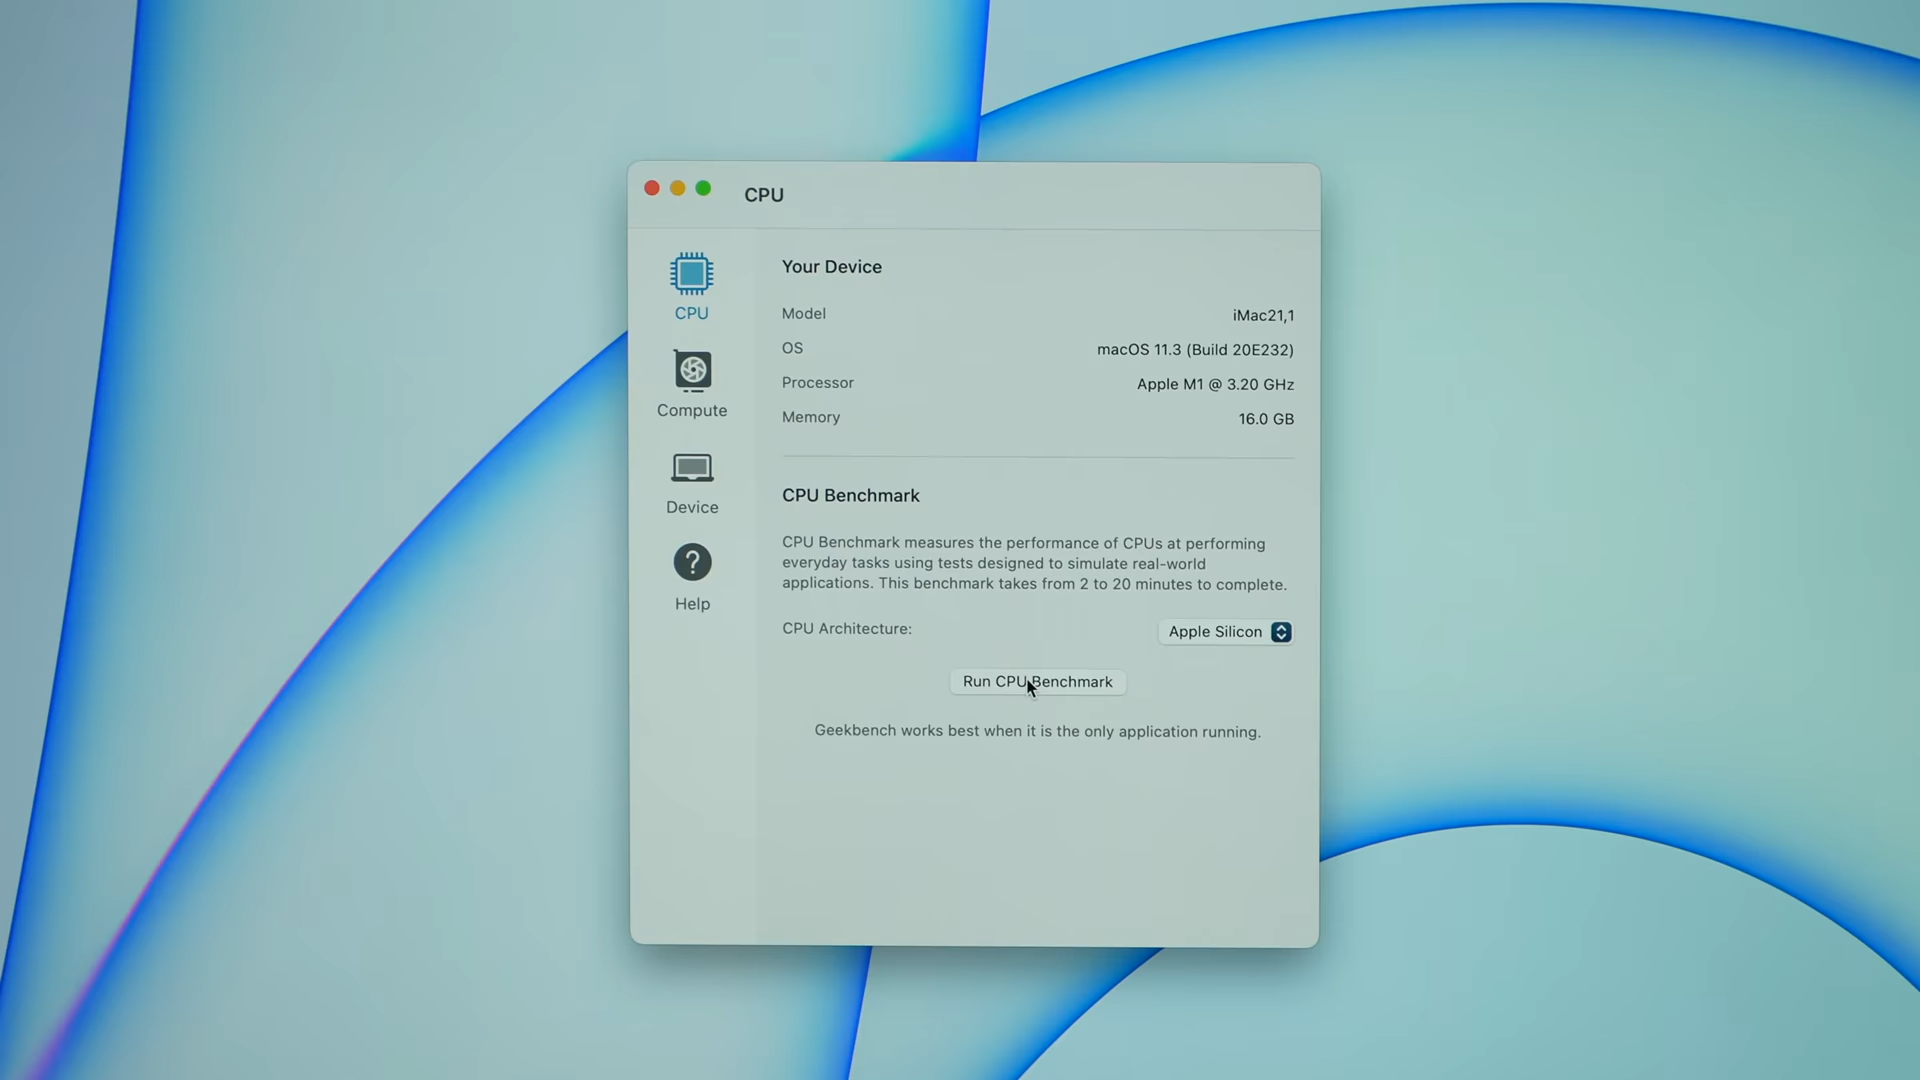 CPU
CPU
Compute
Device
Help
Your Device
Model iMac21,1
OS macOS 11.3 (Build 20E232)
Processor Apple M1 @ 3.20 GHz
Memory 16.0 GB
CPU Benchmark
CPU Benchmark measures the performance of CPUs at performing
everyday tasks using tests designed to simulate real-world
applications. This benchmark takes from 2 to 20 minutes to complete.
CPU Architecture: Apple Silicon
Run CPU Benchmark
Geekbench works best when it is the only application running.